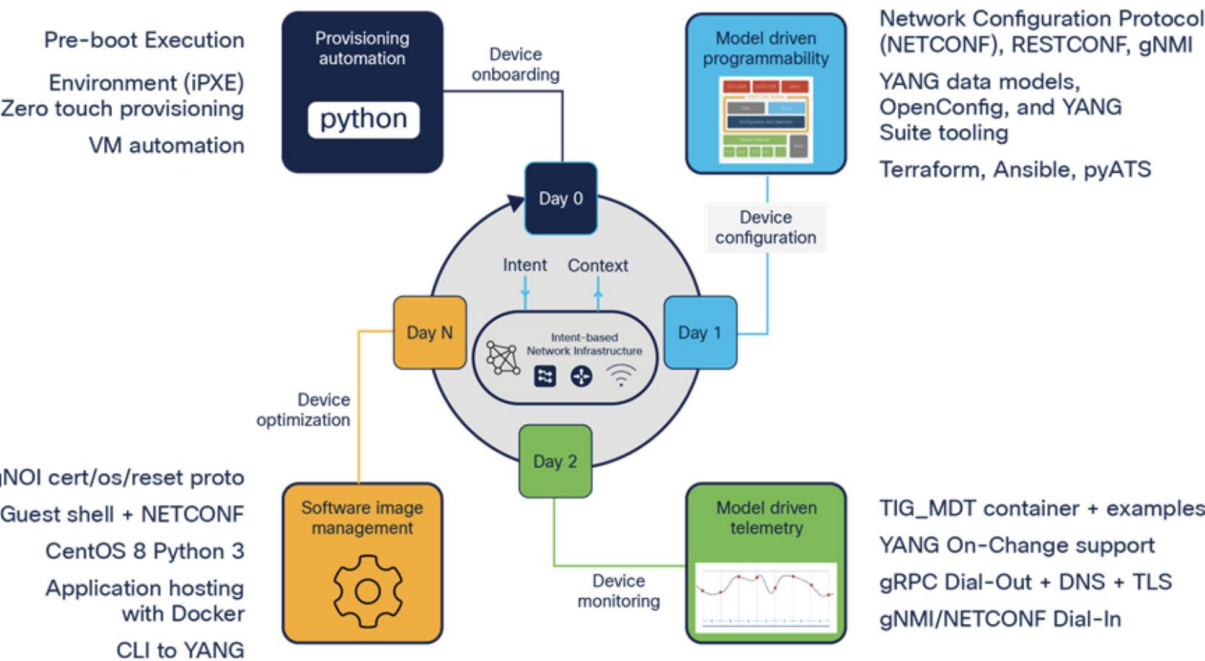 Pre-boot Execution
Environment (iPXE)
Zero touch provisioning
VM automation
Provisioning
automation
python
Device
onboarding
Model driven
programmability
Network Configuration Protocol
(NETCONF), RESTCONF, gNMI
YANG data models,
OpenConfig, and YANG
Suite tooling
Terraform, Ansible, pyATS
Day 0
Device
configuration
Intent
Context
Day N
Intent-based
Network Infrastructure
Day 1
Device
optimization
Day 2
gNOI cert/os/reset proto
Guest shell + NETCONF
CentOS 8 Python 3
Application hosting
with Docker
CLI to YANG
Software image
management
Device
monitoring
Model driven
telemetry
TIG_MDT container + examples
YANG On-Change support
gRPC Dial-Out + DNS + TLS
gNMI/NETCONF Dial-In